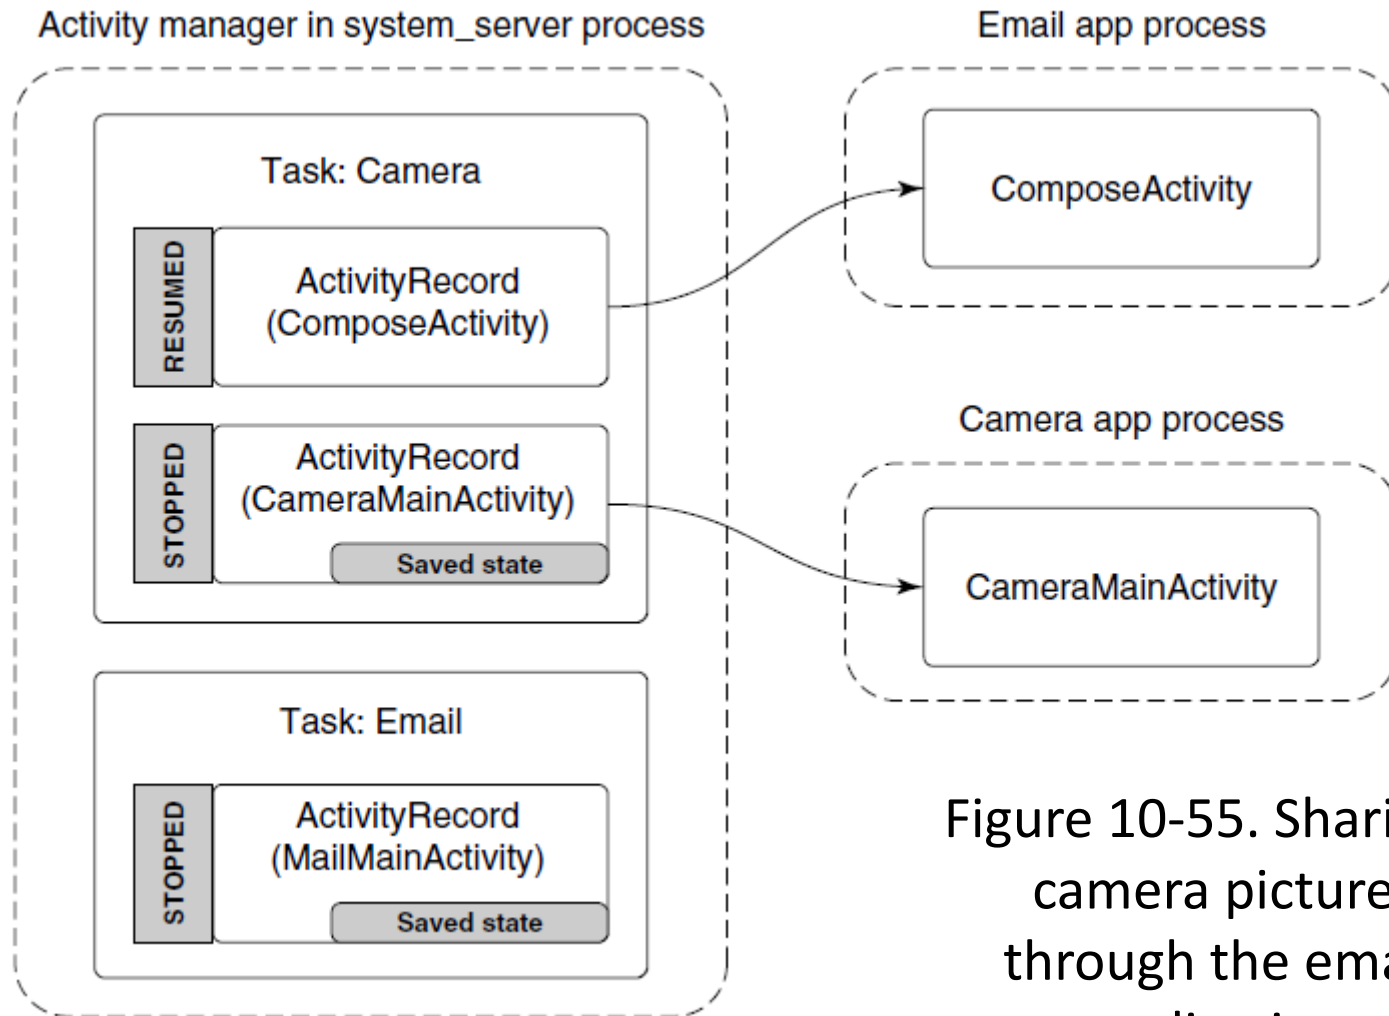 Activity manager in system_server process
Email app process
Task: Camera
RESUMED
ActivityRecord
(ComposeActivity)
ComposeActivity
STOPPED
ActivityRecord
(CameraMainActivity)
Saved state
Camera app process
CameraMainActivity
Task: Email
STOPPED
ActivityRecord
(MailMainActivity)
Saved state
Figure 10-55. Shari
camera picture
through the ema